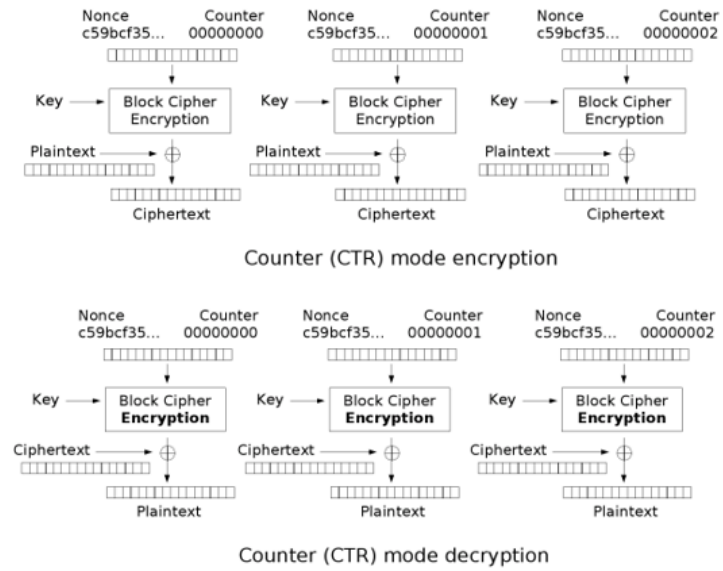 Nonce Counter Nonce Counter Nonce Counter
c59bcf35... 00000000 c59bcf35... 00000001 c59bcf35... 00000002
Key Block Cipher Encryption Key Block Cipher Encryption Key Block Cipher Encryption
Plaintext Plaintext Plaintext
Ciphertext Ciphertext Ciphertext
Counter (CTR) mode encryption
Nonce Counter Nonce Counter Nonce Counter
c59bcf35... 00000000 c59bcf35... 00000001 c59bcf35... 00000002
Key Block Cipher Encryption Key Block Cipher Encryption Key Block Cipher Encryption
Ciphertext Ciphertext Ciphertext
Plaintext Plaintext Plaintext
Counter (CTR) mode decryption